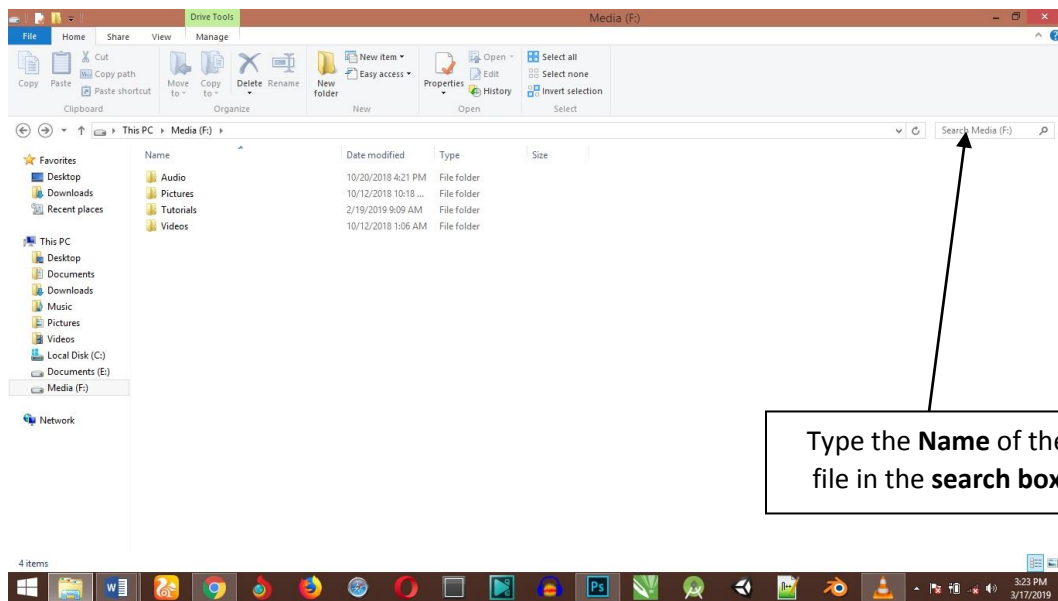 Drive Tools
Media (F:)
File Home Share View Manage
Copy
Paste
Cut
Copy path
Paste shortcut
Clipboard
Move to
Copy to
Delete
Rename
Organize
New folder
New item
Easy access
New
Properties
Open
Edit
History
Open
Select all
Select none
Invert selection
Select
This PC Media (F:)
Search Media (F:)
Favorites
Desktop
Downloads
Recent places
This PC
Desktop
Documents
Downloads
Music
Pictures
Videos
Local Disk (C:)
Documents (E:)
Media (F:)
Network
Name Date modified Type Size
Audio 10/20/2018 4:21 PM File folder
Pictures 10/12/2018 10:18 ... File folder
Tutorials 2/19/2019 9:09 AM File folder
Videos 10/12/2018 1:06 AM File folder
Type the Name of the
file in the search box
4 items
W
Ps
3:23 PM
3/17/2019